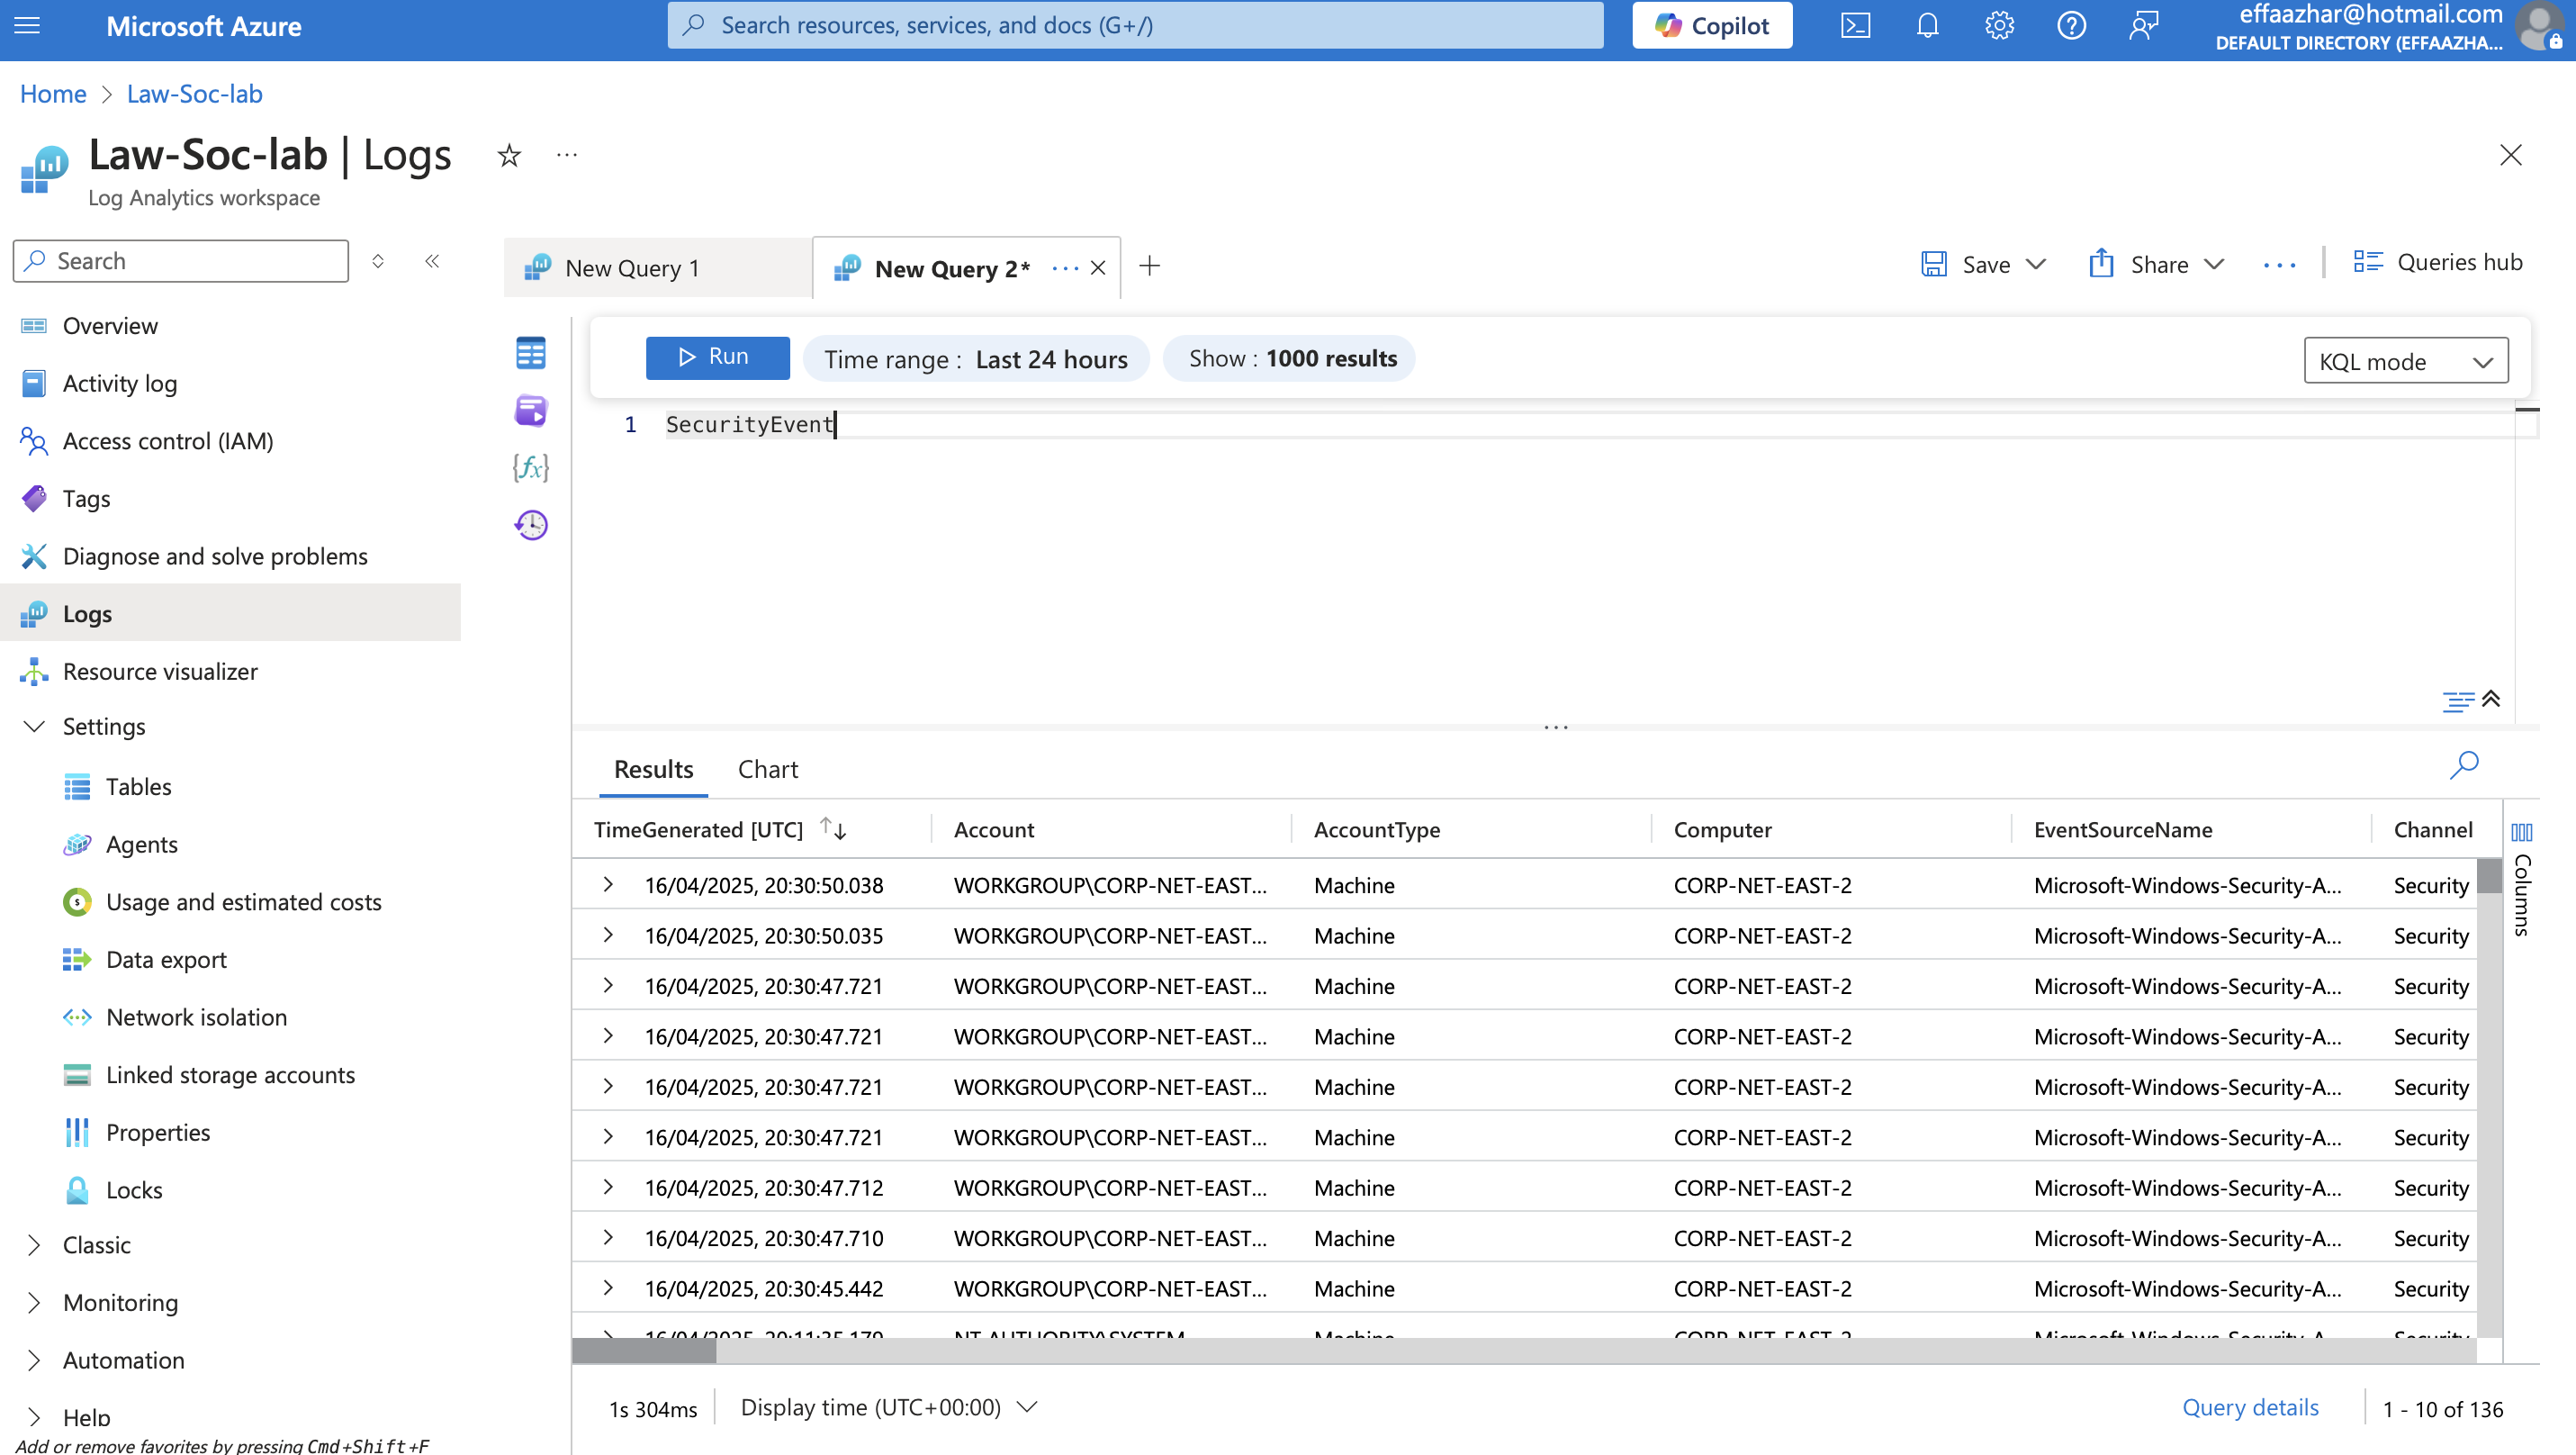 Microsoft Azure
Search resources, services, and docs (G+/)
Copilot
effaazhar@hotmail.com
DEFAULT DIRECTORY (EFFAAZHA...
Home > Law-Soc-lab
Law-Soc-lab | Logs
Log Analytics workspace
Search
Overview
Activity log
Access control (IAM)
Tags
Diagnose and solve problems
Logs
Resource visualizer
Settings
Tables
Agents
Usage and estimated costs
Data export
Network isolation
Linked storage accounts
Properties
Locks
Classic
Monitoring
Automation
Help
Add or remove favorites by pressing Cmd+Shift+F
New Query 1
New Query 2*
Save
Share
Queries hub
Run
Time range : Last 24 hours
Show : 1000 results
KQL mode
1 SecurityEvent
Results Chart
TimeGenerated [UTC] Account AccountType Computer EventSourceName Channel
16/04/2025, 20:30:50.038 WORKGROUP\CORP-NET-EAST... Machine CORP-NET-EAST-2 Microsoft-Windows-Security-A... Security
16/04/2025, 20:30:50.035 WORKGROUP\CORP-NET-EAST... Machine CORP-NET-EAST-2 Microsoft-Windows-Security-A... Security
16/04/2025, 20:30:47.721 WORKGROUP\CORP-NET-EAST... Machine CORP-NET-EAST-2 Microsoft-Windows-Security-A... Security
16/04/2025, 20:30:47.721 WORKGROUP\CORP-NET-EAST... Machine CORP-NET-EAST-2 Microsoft-Windows-Security-A... Security
16/04/2025, 20:30:47.721 WORKGROUP\CORP-NET-EAST... Machine CORP-NET-EAST-2 Microsoft-Windows-Security-A... Security
16/04/2025, 20:30:47.721 WORKGROUP\CORP-NET-EAST... Machine CORP-NET-EAST-2 Microsoft-Windows-Security-A... Security
16/04/2025, 20:30:47.712 WORKGROUP\CORP-NET-EAST... Machine CORP-NET-EAST-2 Microsoft-Windows-Security-A... Security
16/04/2025, 20:30:47.710 WORKGROUP\CORP-NET-EAST... Machine CORP-NET-EAST-2 Microsoft-Windows-Security-A... Security
16/04/2025, 20:30:45.442 WORKGROUP\CORP-NET-EAST... Machine CORP-NET-EAST-2 Microsoft-Windows-Security-A... Security
16/04/2025, 20:11:35.179 NT AUTHORITY\SYSTEM Machine CORP-NET-EAST-2 Microsoft-Windows-Security-A... Security
Columns
1s 304ms
Display time (UTC+00:00)
Query details
1 - 10 of 136